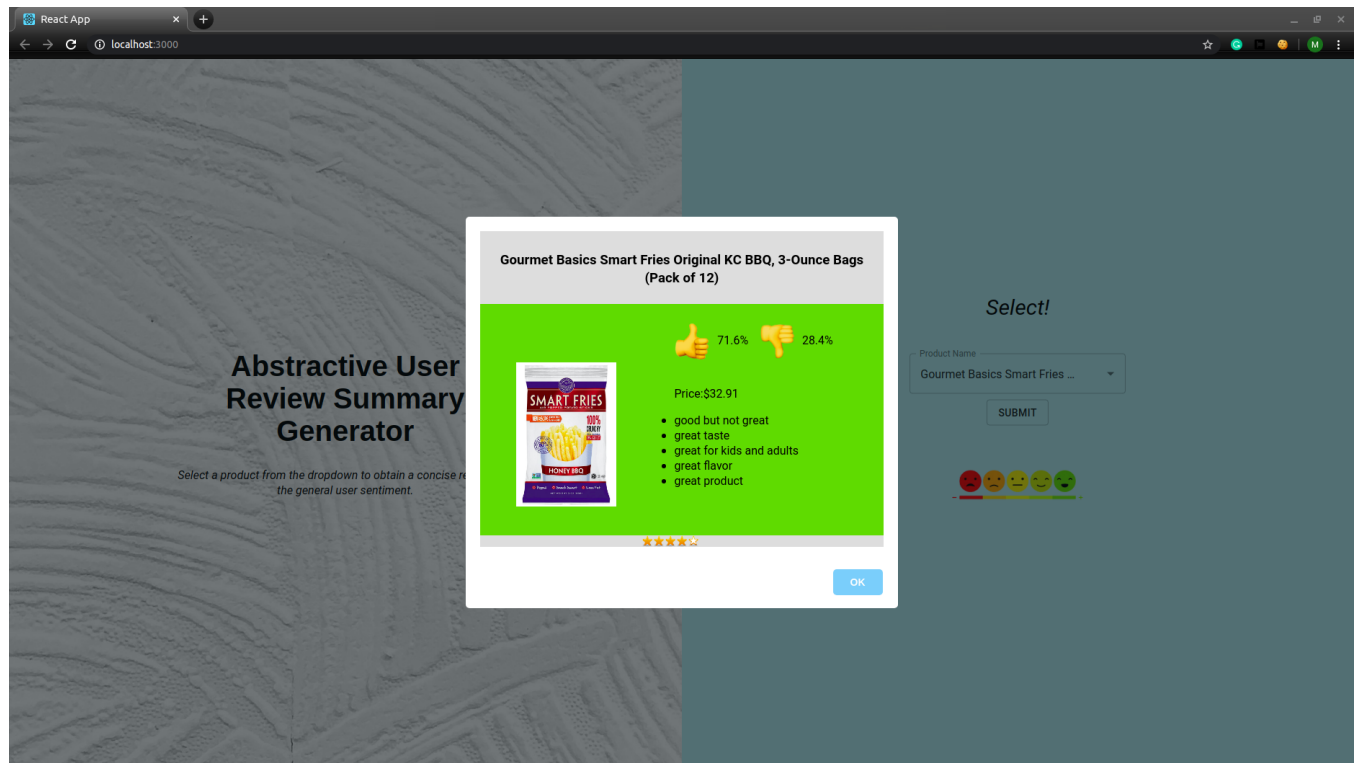 React App
localhost:3000
M
Abstractive User
Review Summary
Generator
Select a product from the dropdown to obtain a concise re
the general user sentiment.
Gourmet Basics Smart Fries Original KC BBQ, 3-Ounce Bags
(Pack of 12)
71.6%
28.4%
SMART FRIES
100%
HONEY BBQ
Price:$32.91
good but not great
great taste
great for kids and adults
great flavor
great product
OK
Select!
Product Name
Gourmet Basics Smart Fries ...
SUBMIT